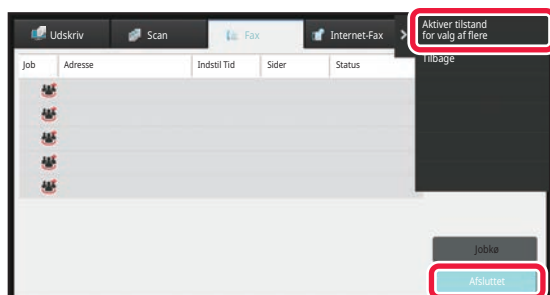 Udskriv
Scan
Fax
Internet-Fax
Aktiver tilstand
for valg af flere
Tilbage
Job
Adresse
Indstil Tid
Sider
Status
Jobkø
Afsluttet